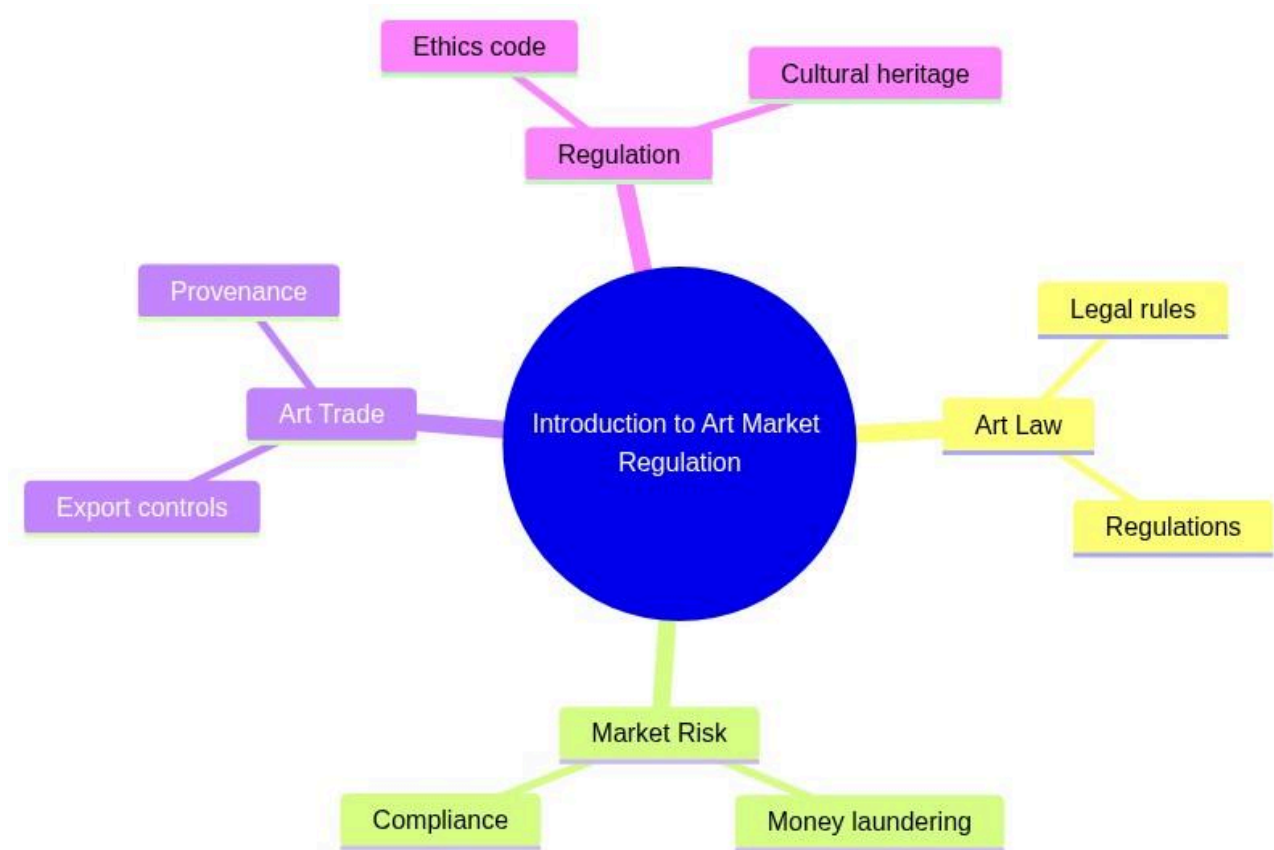 Ethics code
Cultural heritage
Regulation
Provenance
Legal rules
Art Trade
Introduction to Art Market
Regulation
Art Law
Export controls
Regulations
Market Risk
Compliance
Money laundering